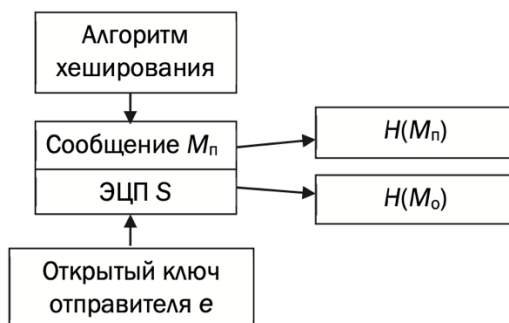 Алгоритм
хеширования
Сообщение Mп
H(Mп)
ЭЦП S
H(Mо)
Открытый ключ
отправителя e